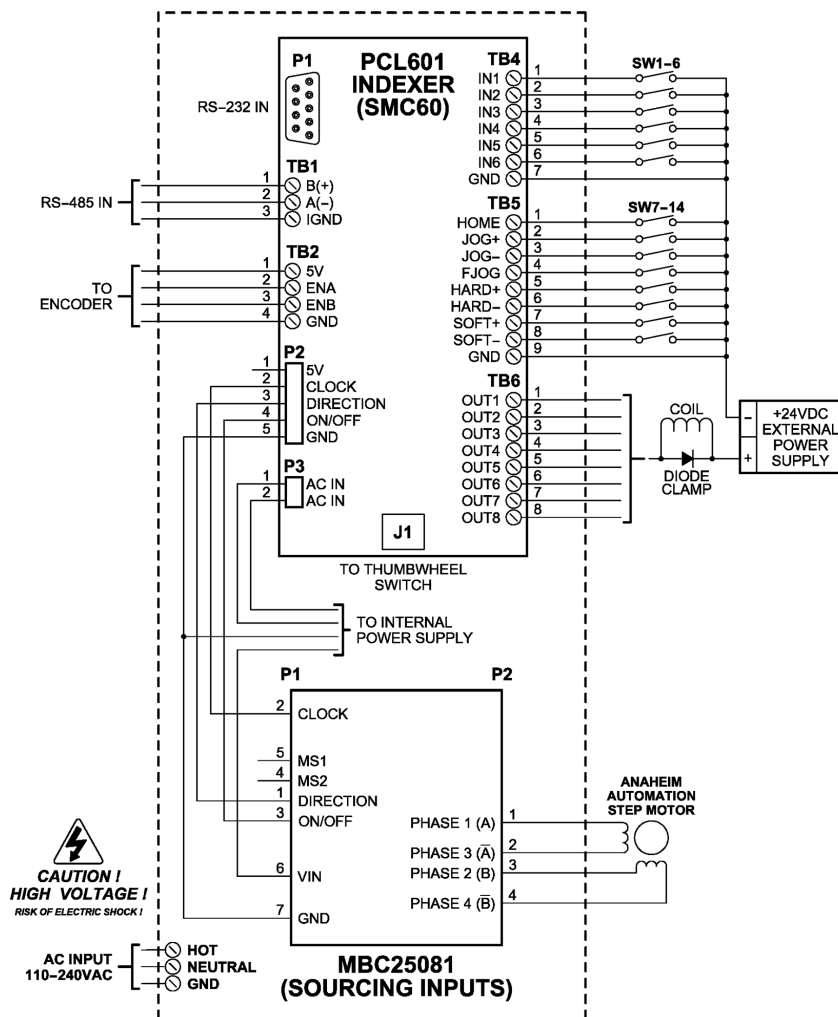 PCL601
INDEXER
(SMC60)
P1
RS-232 IN
TB1
RS-485 IN
1 B(+)
2 A(-)
3 IGND
TB2
TO
ENCODER
1 5V
2 ENA
3 ENB
4 GND
P2
1 5V
2 CLOCK
3 DIRECTION
4 ON/OFF
5 GND
P3
1 AC IN
2 AC IN
J1
TO THUMBWHEEL
SWITCH
TB4
SW1-6
IN1 1
IN2 2
IN3 3
IN4 4
IN5 5
IN6 6
GND 7
TB5
SW7-14
HOME 1
JOG+ 2
JOG- 3
FJOG 4
HARD+ 5
HARD- 6
SOFT+ 7
SOFT- 8
GND 9
TB6
OUT1 1
OUT2 2
OUT3 3
OUT4 4
OUT5 5
OUT6 6
OUT7 7
OUT8 8
COIL
DIODE
CLAMP
-
+
+24VDC
EXTERNAL
POWER
SUPPLY
TO INTERNAL
POWER SUPPLY
P1
P2
2 CLOCK
5 MS1
4 MS2
1 DIRECTION
3 ON/OFF
6 VIN
7 GND
PHASE 1 (A) 1
PHASE 3 (A̅) 2
PHASE 2 (B) 3
PHASE 4 (B̅) 4
ANAHEIM
AUTOMATION
STEP MOTOR
MBC25081
(SOURCING INPUTS)
CAUTION !
HIGH VOLTAGE !
RISK OF ELECTRIC SHOCK !
AC INPUT
110-240VAC
HOT
NEUTRAL
GND